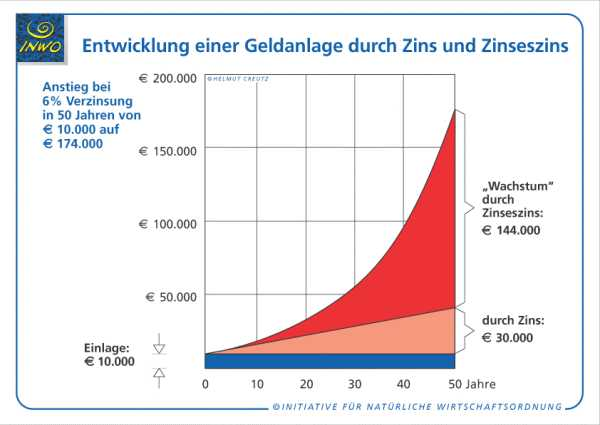 INWO
Entwicklung einer Geldanlage durch Zins und Zinseszins
Anstieg bei
6% Verzinsung
in 50 Jahren von
€ 10.000 auf
€ 174.000
€ 200.000
© HELMUT CREUTZ
€ 150.000
€ 100.000
€ 50.000
„Wachstum“
durch
Zinseszins:
€ 144.000
durch Zins:
€ 30.000
Einlage:
€ 10.000
0 10 20 30 40 50 Jahre
© INITIATIVE FÜR NATÜRLICHE WIRTSCHAFTSORDNUNG